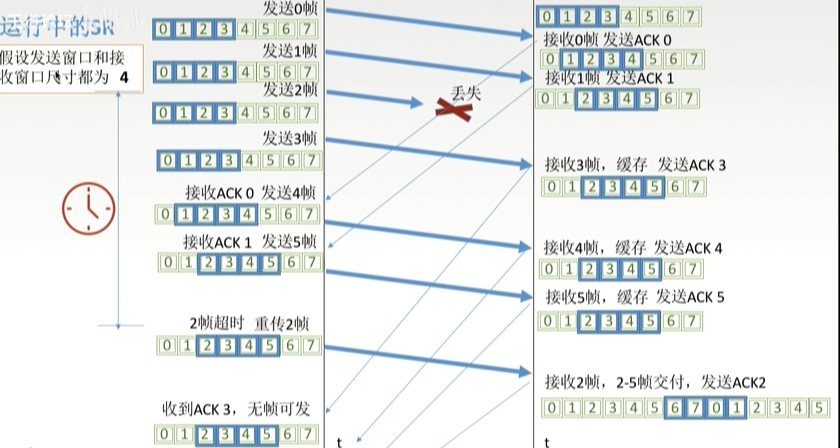 运行中的SR
假设发送窗口和接
收窗口尺寸都为 4
发送0帧
0 1 2 3 4 5 6 7
发送1帧
0 1 2 3 4 5 6 7
发送2帧
0 1 2 3 4 5 6 7
发送3帧
0 1 2 3 4 5 6 7
接收ACK 0 发送4帧
0 1 2 3 4 5 6 7
接收ACK 1 发送5帧
0 1 2 3 4 5 6 7
2帧超时 重传2帧
0 1 2 3 4 5 6 7
收到ACK 3，无帧可发
0 1 2 3 4 5 6 7
丢失
t
0 1 2 3 4 5 6 7
接收0帧 发送ACK 0
0 1 2 3 4 5 6 7
接收1帧 发送ACK 1
0 1 2 3 4 5 6 7
接收3帧，缓存 发送ACK 3
0 1 2 3 4 5 6 7
接收4帧，缓存 发送ACK 4
0 1 2 3 4 5 6 7
接收5帧，缓存 发送ACK 5
0 1 2 3 4 5 6 7
接收2帧，2-5帧交付，发送ACK2
0 1 2 3 4 5 6 7 0 1 2 3 4 5
t